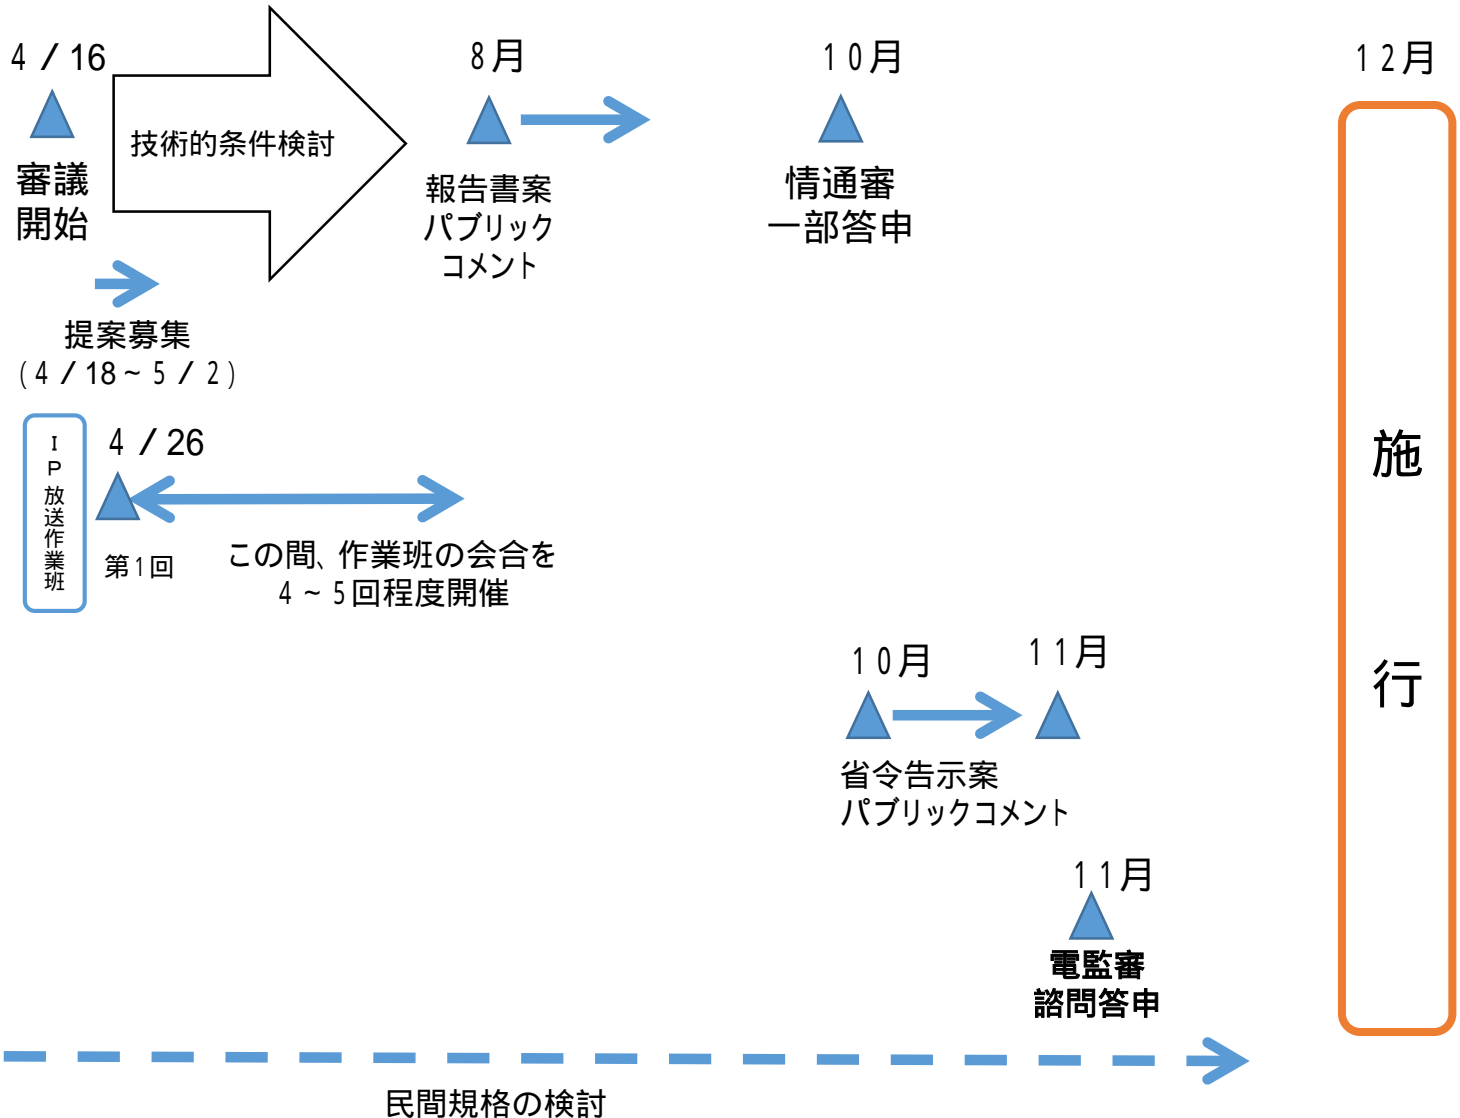 ４／16
審議
開始
技術的条件検討
８月
報告書案
パブリック
コメント
１０月
情通審
一部答申
１２月
提案募集
（４／18～５／２）
ＩＰ放送作業班
４／26
第１回
この間、作業班の会合を
４～５回程度開催
１０月
１１月
省令告示案
パブリックコメント
１１月
電監審
諮問答申
施行
民間規格の検討